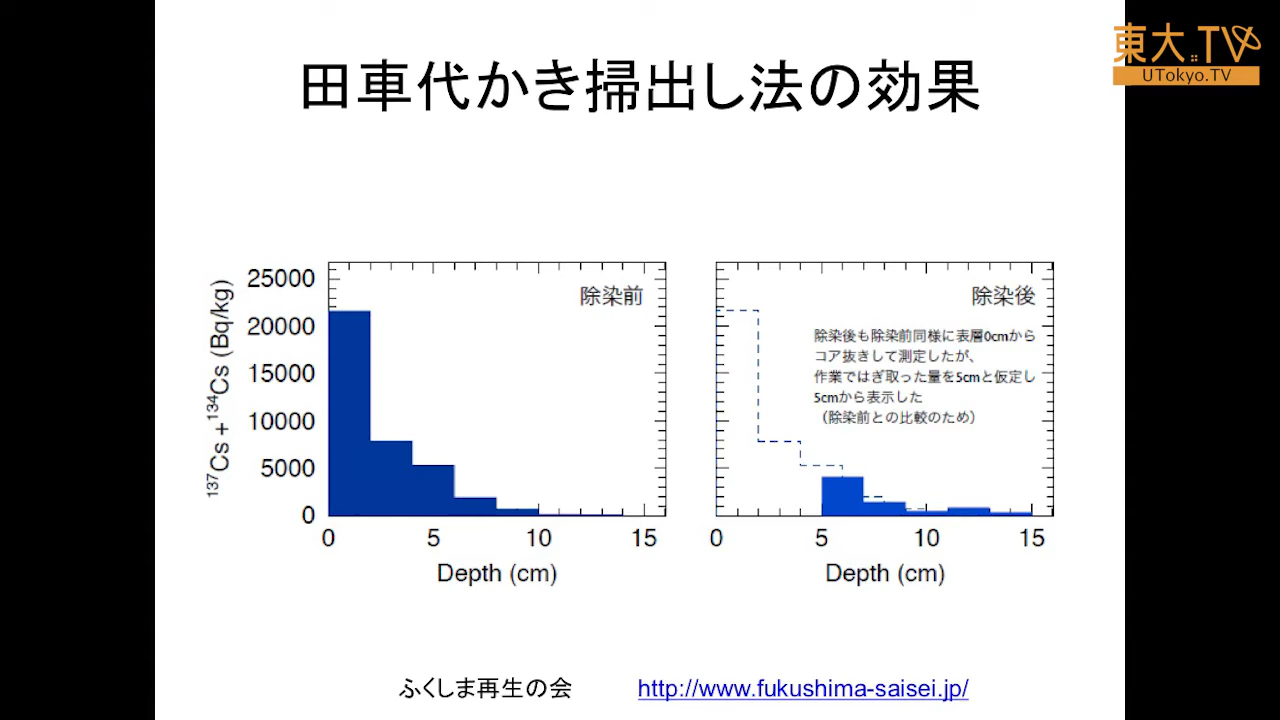 東大.TV
UTokyo.TV
田車代かき掃出し法の効果
137Cs + 134Cs (Bq/kg)
25000
20000
15000
10000
5000
0
除染前
0 5 10 15
Depth (cm)
除染後
除染後も除染前同様に表層0cmから
コア抜きして測定したが、
作業ではぎ取った量を5cmと仮定し
5cmから表示した
（除染前との比較のため）
0 5 10 15
Depth (cm)
ふくしま再生の会 http://www.fukushima-saisei.jp/